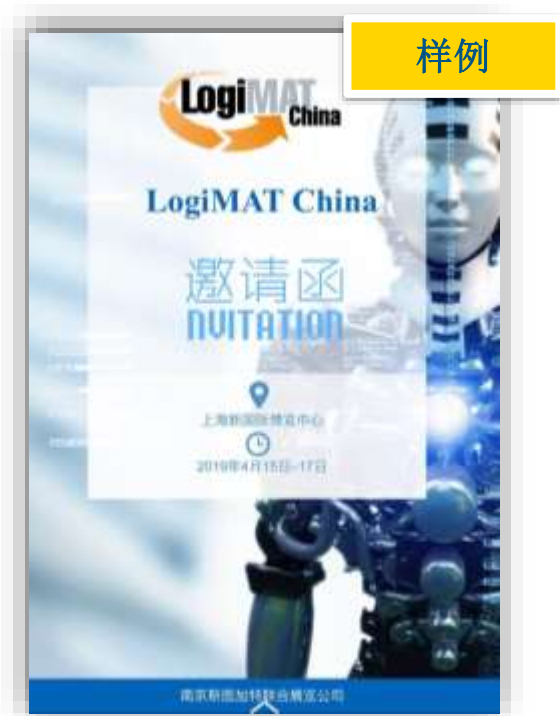 样例
LogiMAT
China
LogiMAT China
邀请函
NVITATION
上海新国际博览中心
2019年4月15日-17日
南京斯图加特联合展览公司